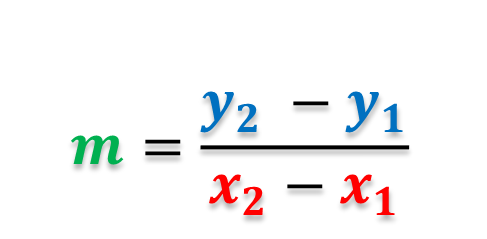 m = y₂ − y₁
x₂ − x₁